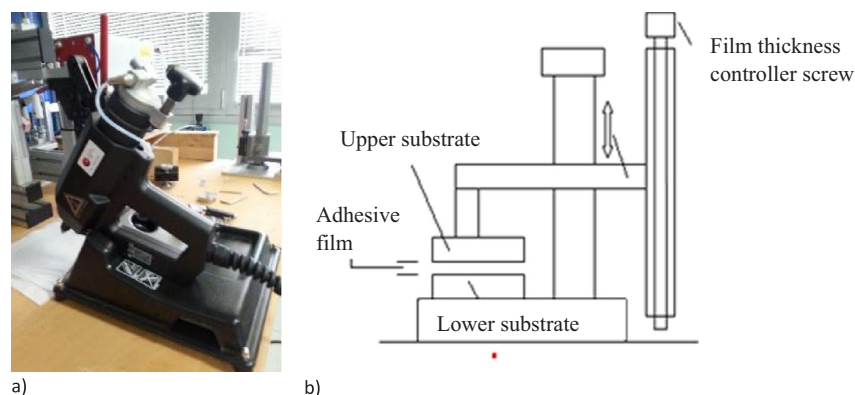 Film thickness
controller screw
Upper substrate
Adhesive
film
Lower substrate
a)
b)